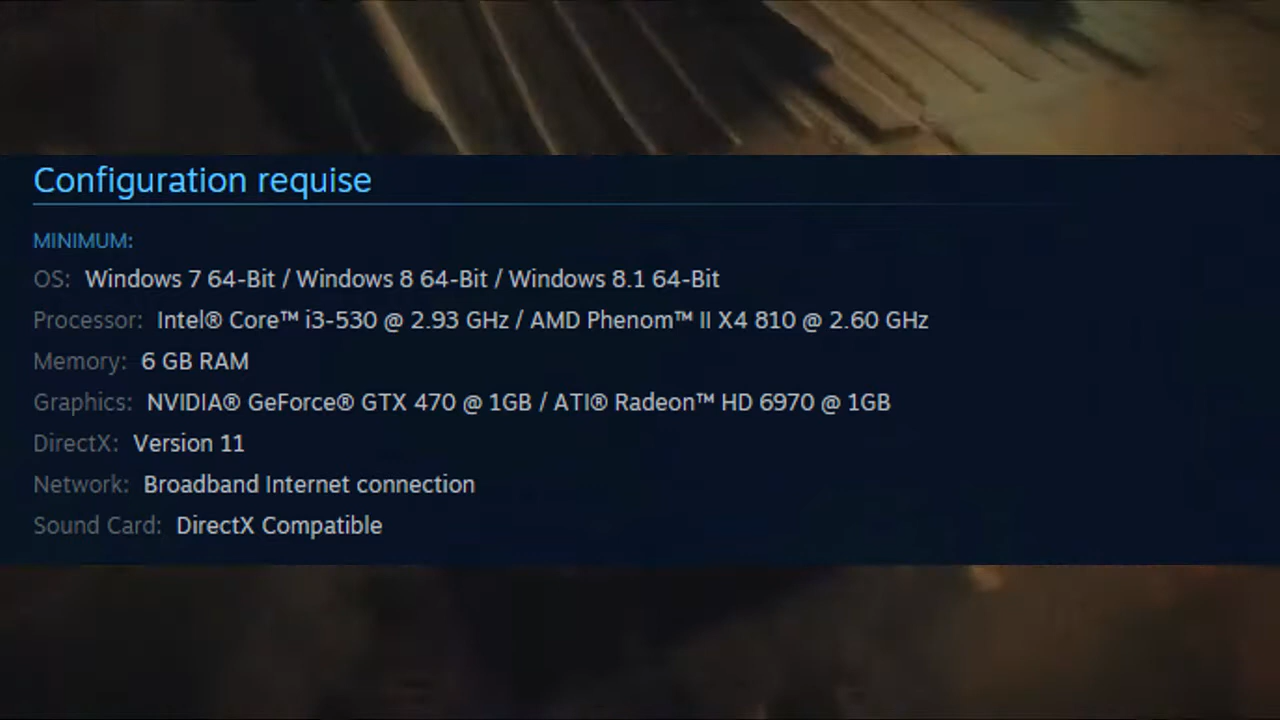 Configuration requise
MINIMUM:
OS: Windows 7 64-Bit / Windows 8 64-Bit / Windows 8.1 64-Bit
Processor: Intel® Core™ i3-530 @ 2.93 GHz / AMD Phenom™ II X4 810 @ 2.60 GHz
Memory: 6 GB RAM
Graphics: NVIDIA® GeForce® GTX 470 @ 1GB / ATI® Radeon™ HD 6970 @ 1GB
DirectX: Version 11
Network: Broadband Internet connection
Sound Card: DirectX Compatible